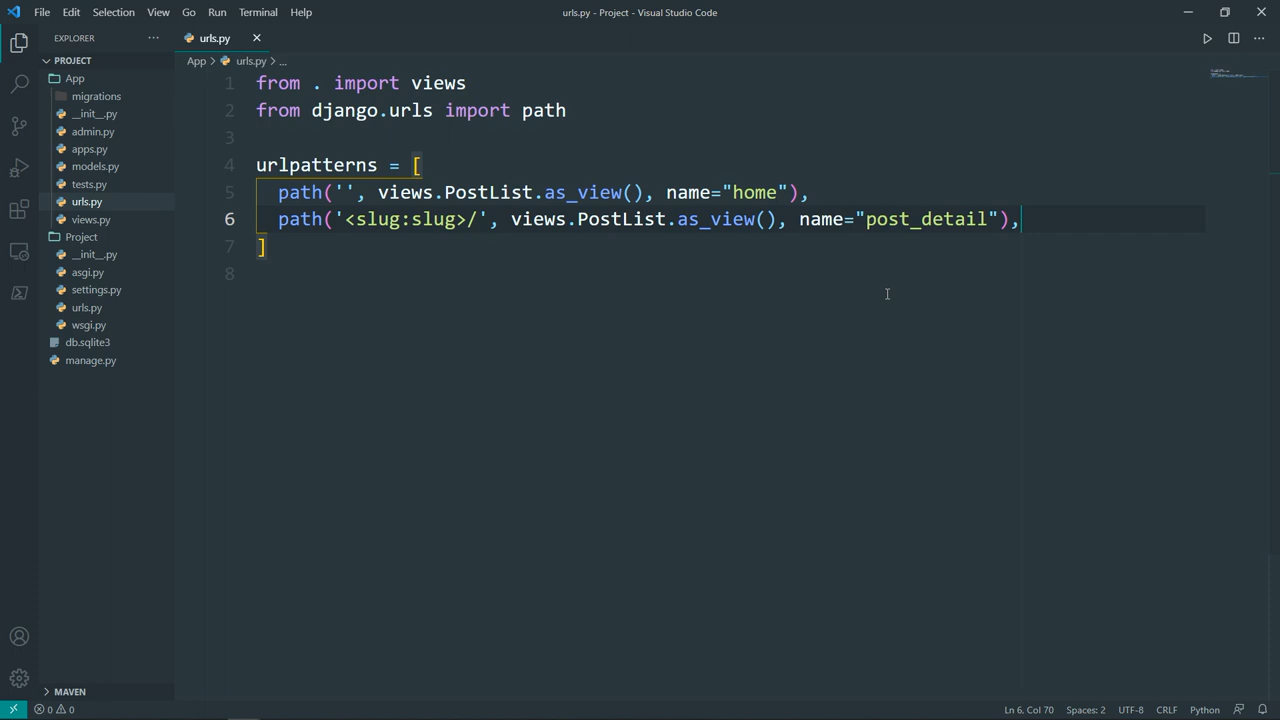 File Edit Selection View Go Run Terminal Help
urls.py - Project - Visual Studio Code
EXPLORER
PROJECT
App
migrations
__init__.py
admin.py
apps.py
models.py
tests.py
urls.py
views.py
Project
__init__.py
asgi.py
settings.py
urls.py
wsgi.py
db.sqlite3
manage.py
MAVEN
urls.py
App > urls.py > ...
1 from . import views
2 from django.urls import path
3
4 urlpatterns = [
5 path('', views.PostList.as_view(), name="home"),
6 path('<slug:slug>/', views.PostList.as_view(), name="post_detail"),
7 ]
8
0 0
Ln 6, Col 70 Spaces: 2 UTF-8 CRLF Python